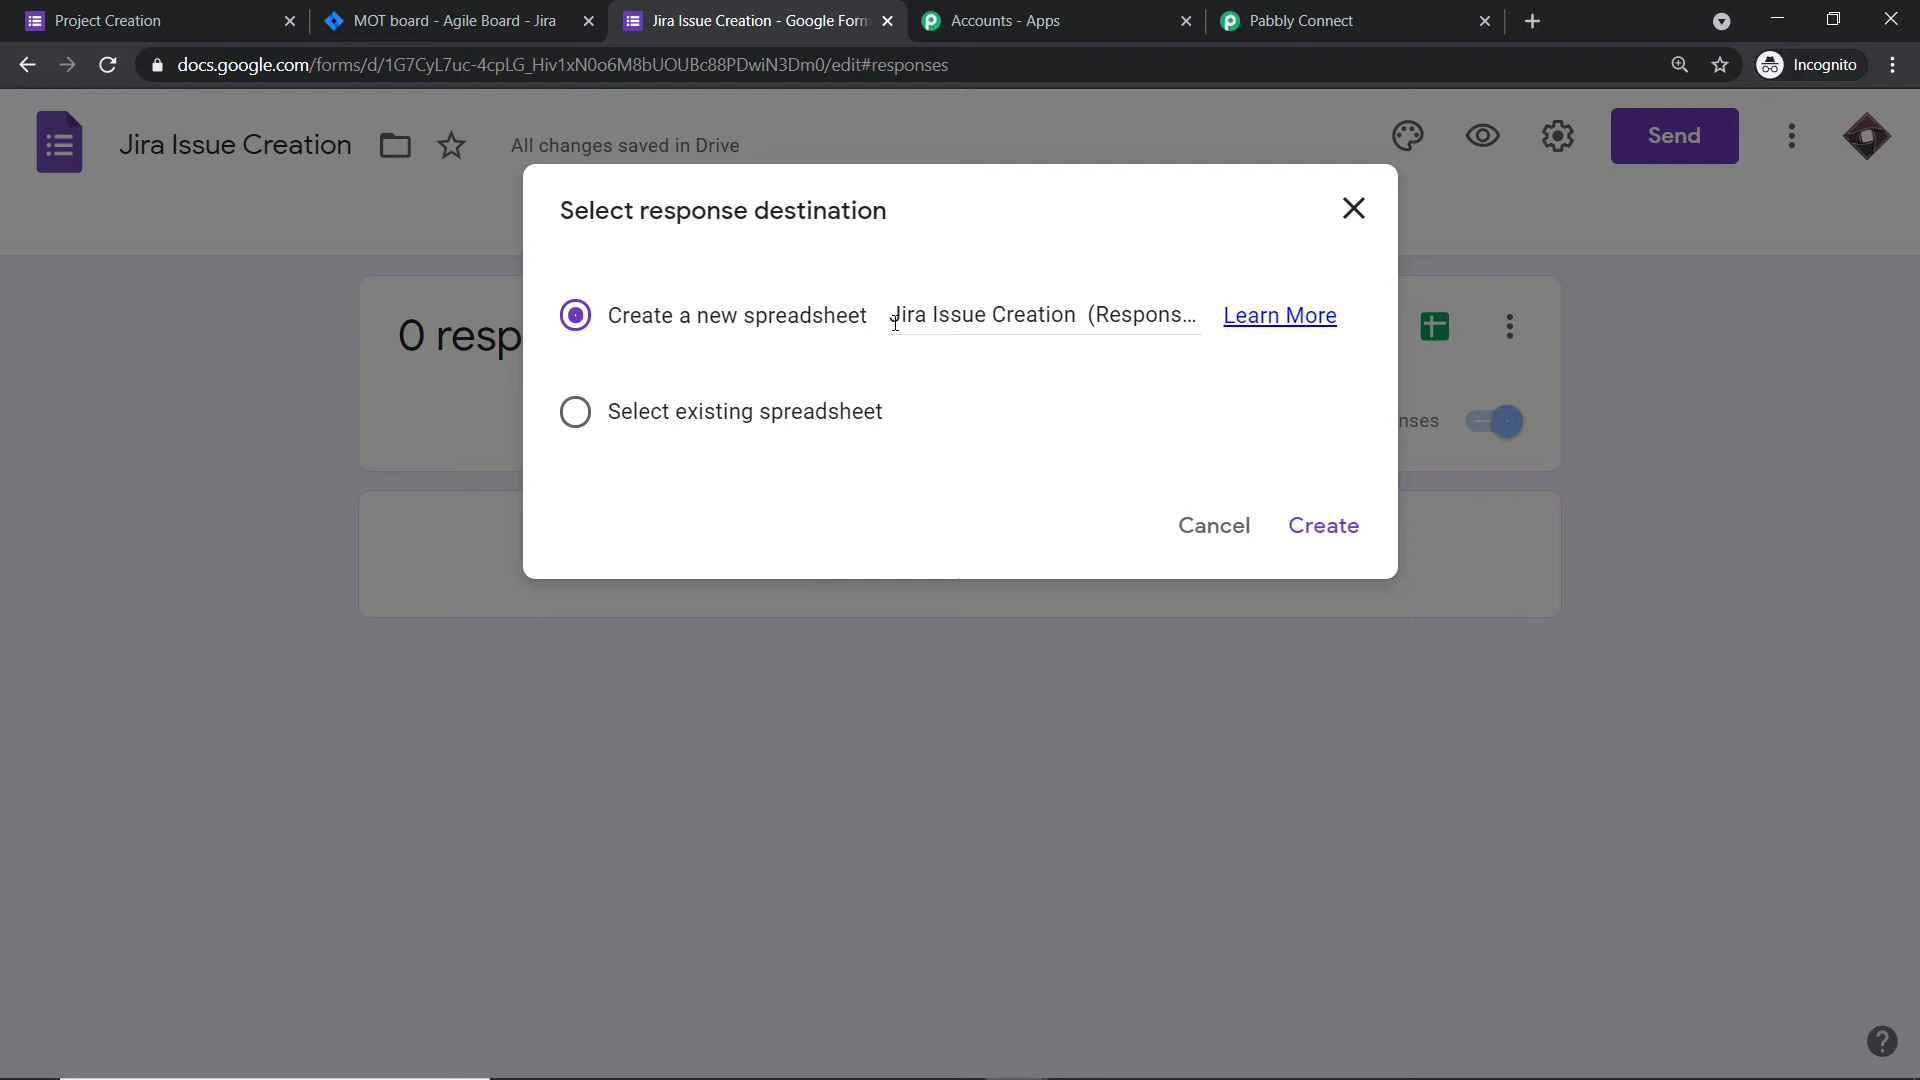 Project Creation
MOT board - Agile Board - Jira
Jira Issue Creation - Google Form
Accounts - Apps
Pabbly Connect
docs.google.com/forms/d/1G7CyL7uc-4cpLG_Hiv1xN0o6M8bUOUBc88PDwiN3Dm0/edit#responses
Incognito
Jira Issue Creation
All changes saved in Drive
Send
Select response destination
Create a new spreadsheet
Jira Issue Creation (Respons...
Learn More
0 resp
Select existing spreadsheet
nses
Cancel
Create